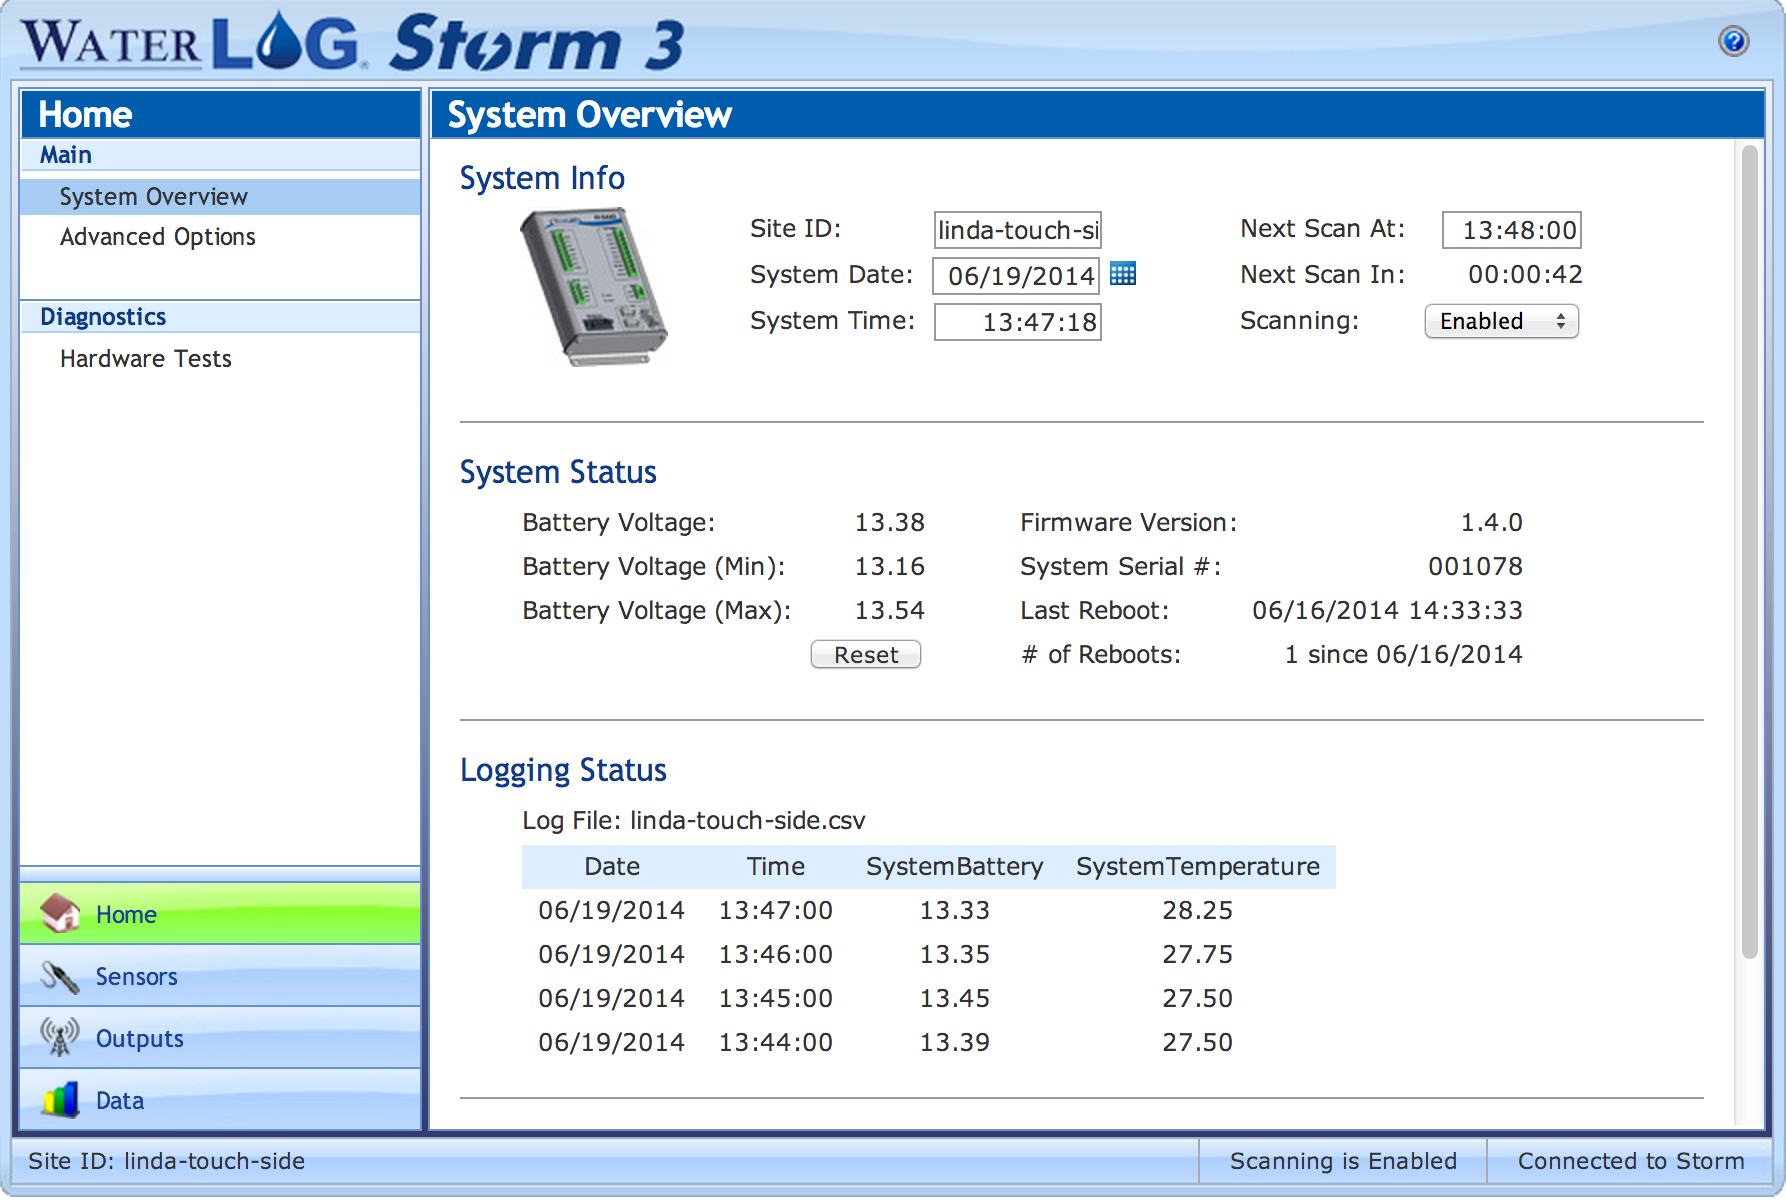 WATERLOG® Storm 3
Home
Main
System Overview
Advanced Options
Diagnostics
Hardware Tests
Home
Sensors
Outputs
Data
System Overview
System Info
Site ID: linda-touch-si
System Date: 06/19/2014
System Time: 13:47:18
Next Scan At: 13:48:00
Next Scan In: 00:00:42
Scanning: Enabled
System Status
Battery Voltage: 13.38
Battery Voltage (Min): 13.16
Battery Voltage (Max): 13.54
Reset
Firmware Version: 1.4.0
System Serial #: 001078
Last Reboot: 06/16/2014 14:33:33
# of Reboots: 1 since 06/16/2014
Logging Status
Log File: linda-touch-side.csv
Date Time SystemBattery SystemTemperature
06/19/2014 13:47:00 13.33 28.25
06/19/2014 13:46:00 13.35 27.75
06/19/2014 13:45:00 13.45 27.50
06/19/2014 13:44:00 13.39 27.50
Site ID: linda-touch-side
Scanning is Enabled
Connected to Storm